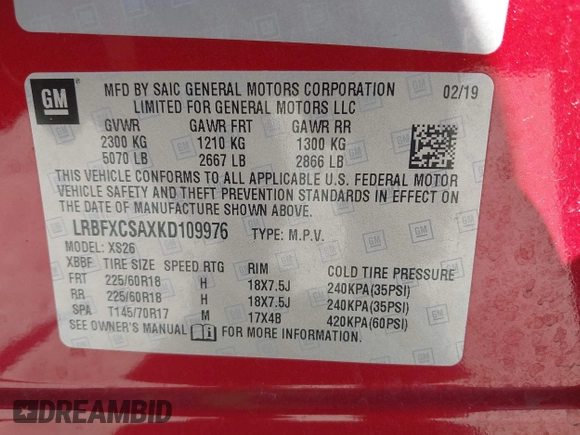 GM
MFD BY SAIC GENERAL MOTORS CORPORATION 02/19
LIMITED FOR GENERAL MOTORS LLC
GVWR GAWR FRT GAWR RR
2300 KG 1210 KG 1300 KG
5070 LB 2667 LB 2866 LB
THIS VEHICLE CONFORMS TO ALL APPLICABLE U.S. FEDERAL MOTOR
VEHICLE SAFETY AND THEFT PREVENTION STANDARDS IN EFFECT ON
THE DATE OF MANUFACTURE SHOWN ABOVE.
LRBFXCSAXKD109976 TYPE: M.P.V.
MODEL: XS26
XBBF TIRE SIZE SPEED RTG RIM COLD TIRE PRESSURE
FRT 225/60R18 H 18X7.5J 240KPA(35PSI)
RR 225/60R18 H 18X7.5J 240KPA(35PSI)
SPA T145/70R17 M 17X4B 420KPA(60PSI)
SEE OWNER'S MANUAL FOR MORE INFORMATION
DREAMBID